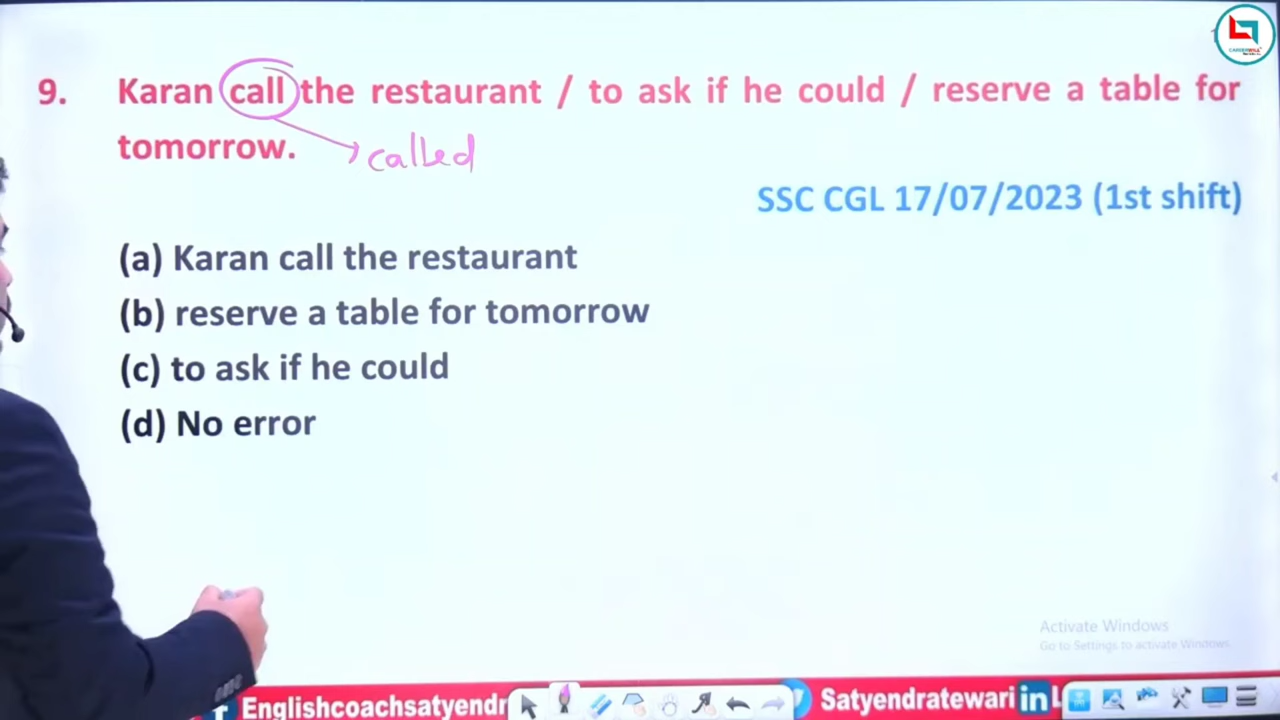 9. Karan call the restaurant / to ask if he could / reserve a table for
tomorrow.
called
SSC CGL 17/07/2023 (1st shift)
(a) Karan call the restaurant
(b) reserve a table for tomorrow
(c) to ask if he could
(d) No error
Activate Windows
Go to Settings to activate Windows.
Englishcoachsatyendr
Satyendratewari in L